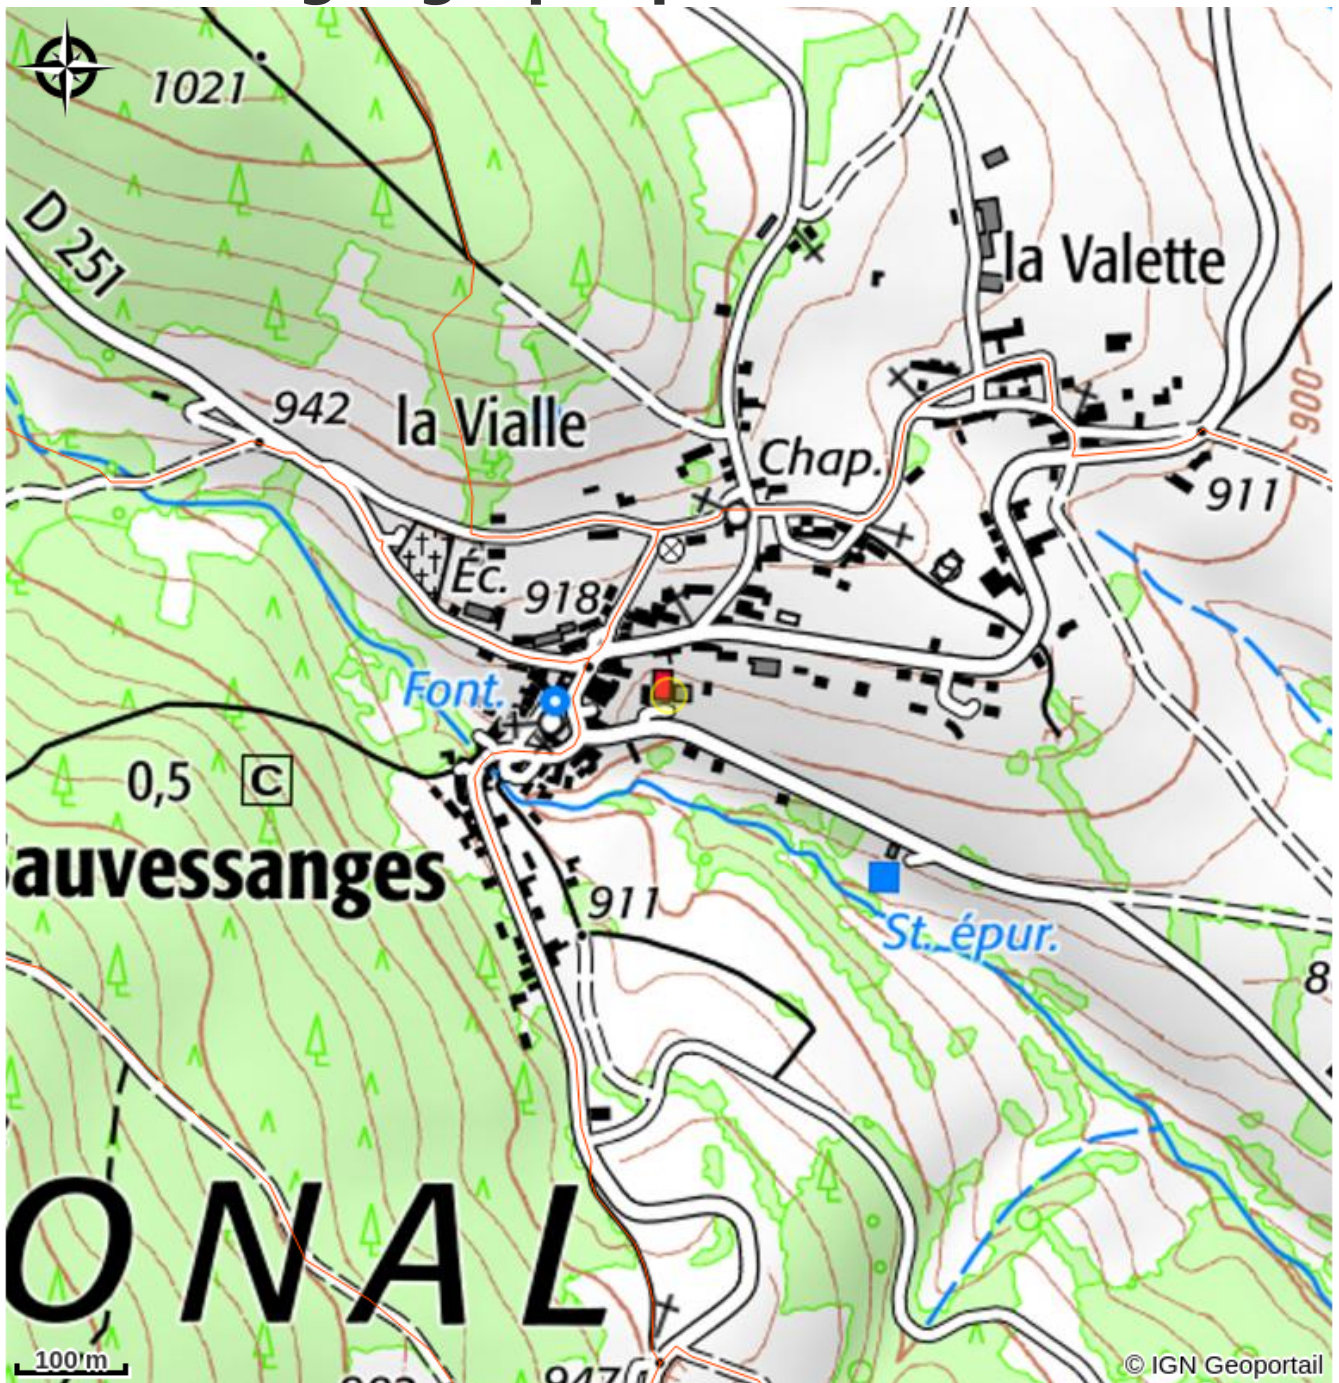 1021
D 251
la Valette
942
la Vialle
Chap.
900
911
Éc.
918
Font.
0,5
C
auvessanges
911
St. épur.
8
ONAL
947
100 m
© IGN Geoportail